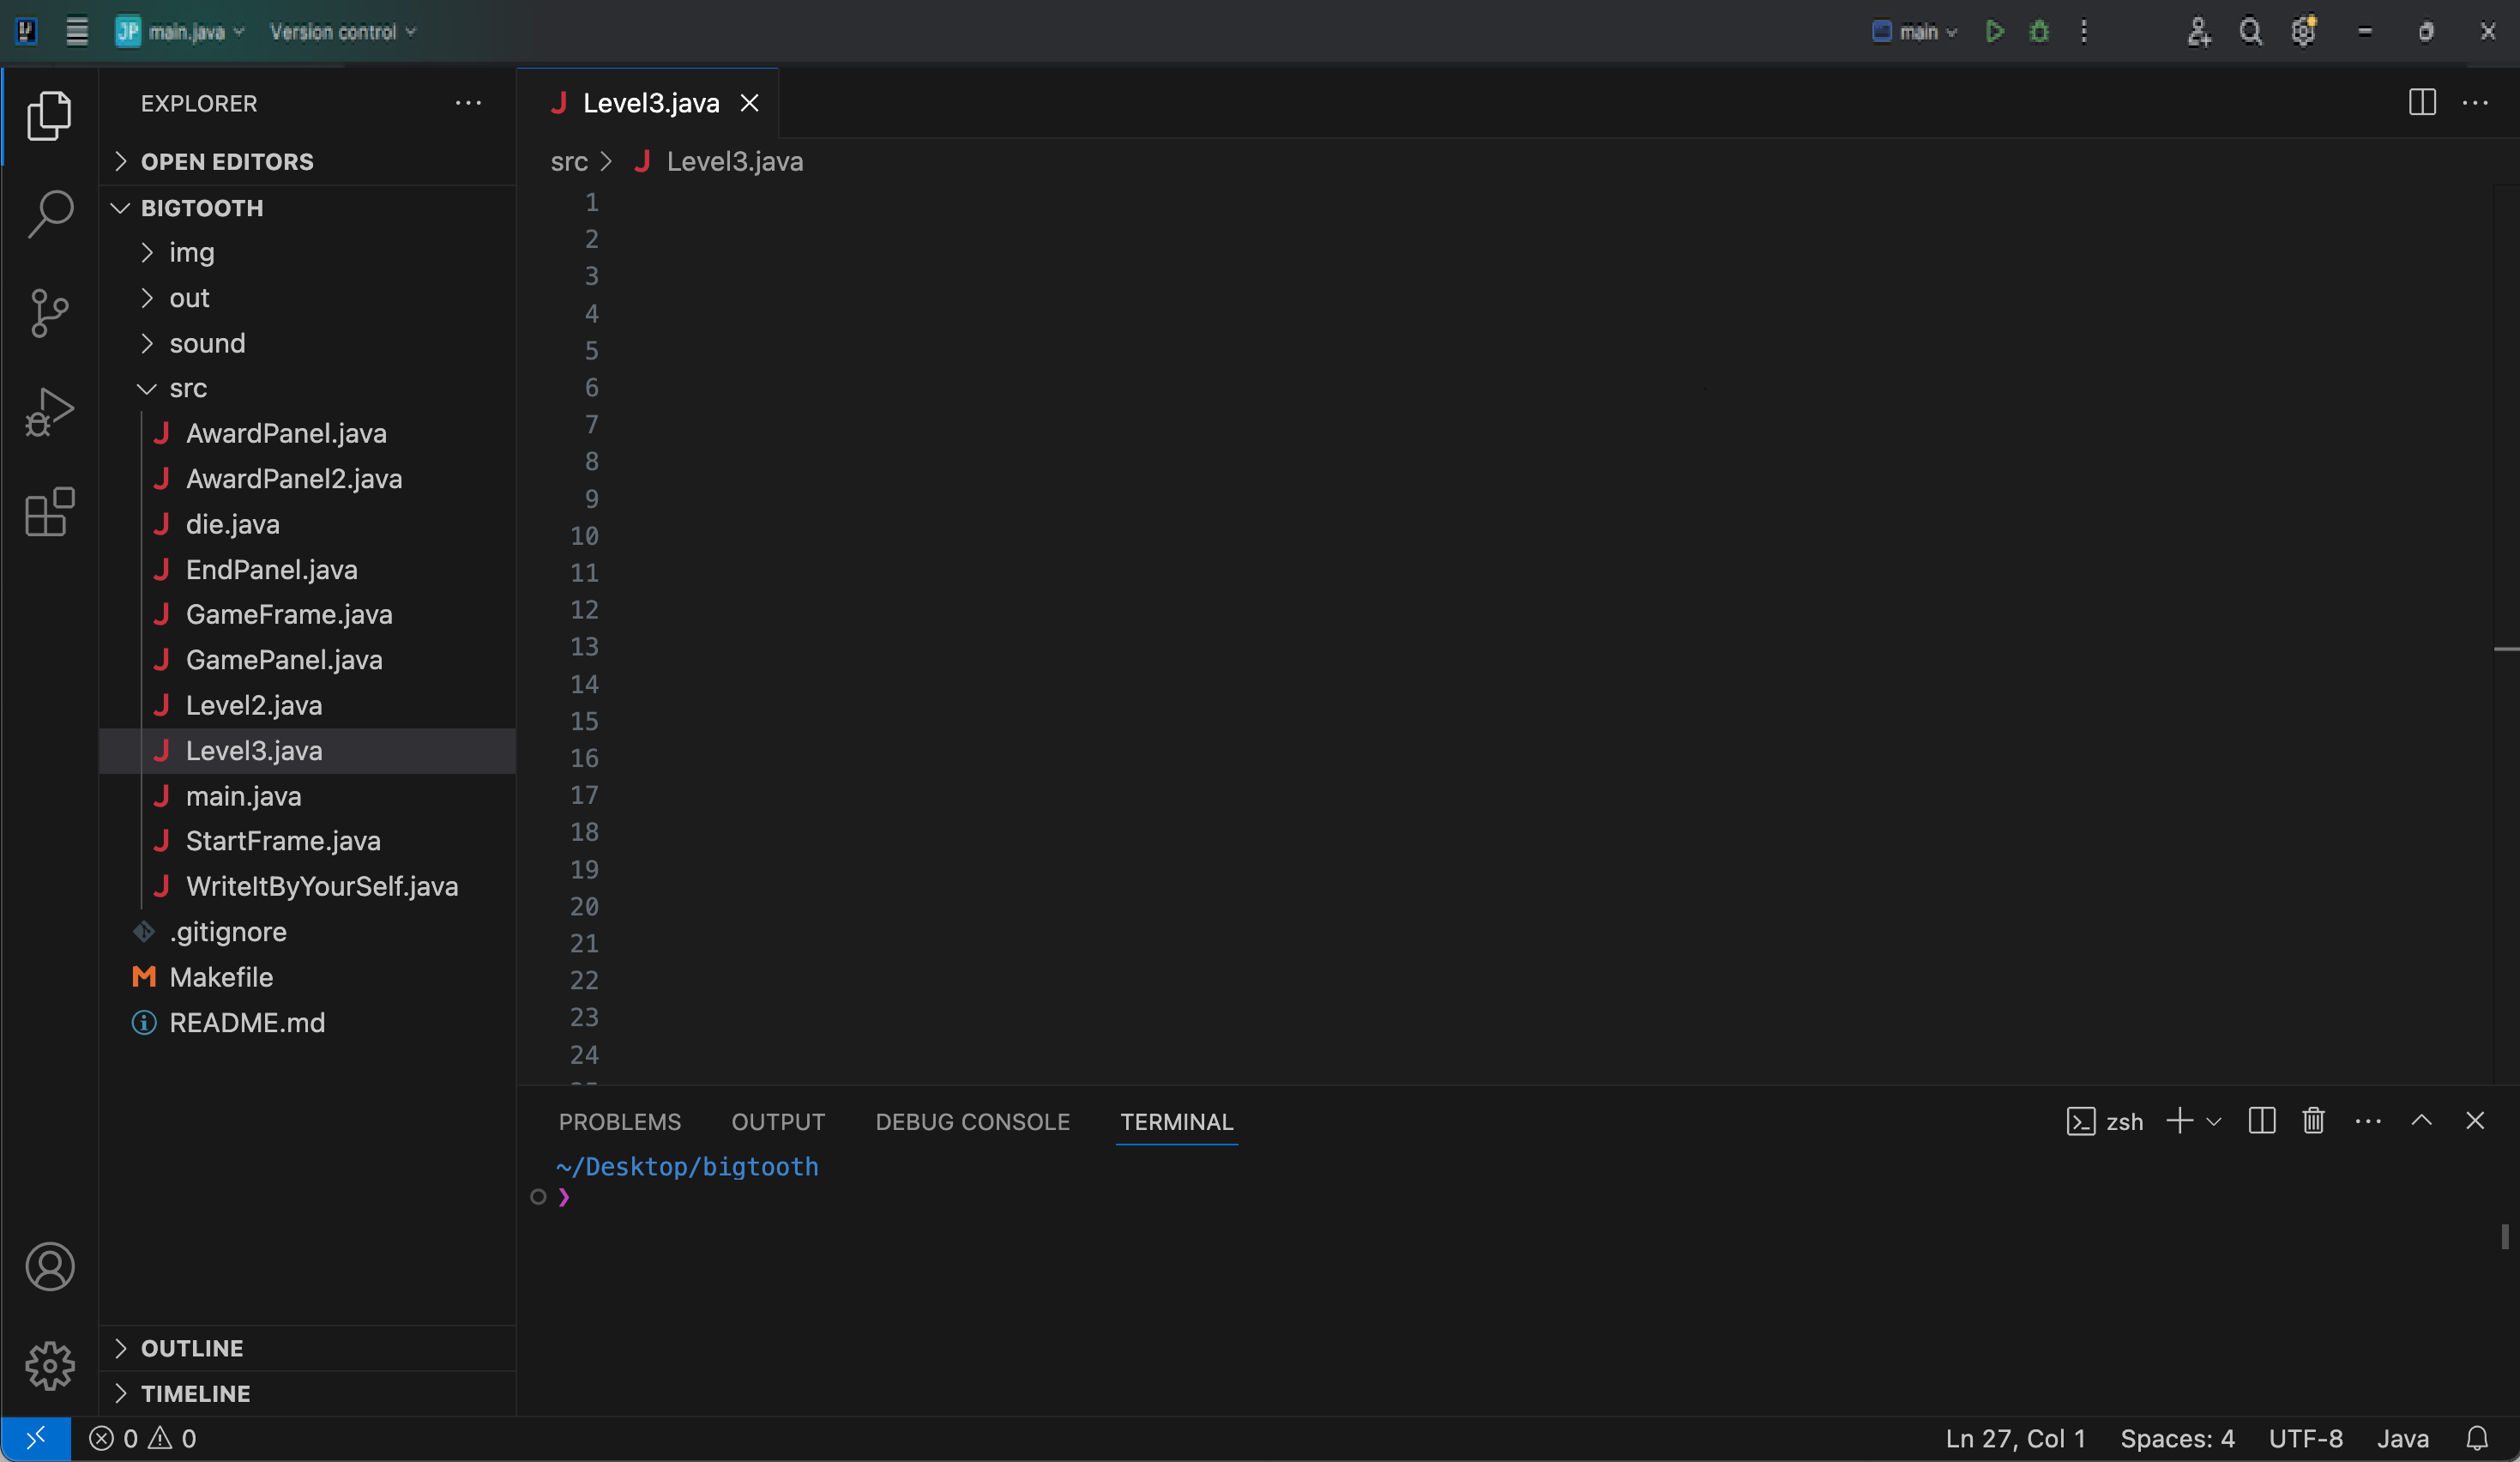 JP main.java Version control main
EXPLORER
OPEN EDITORS
BIGTOOTH
img
out
sound
src
J AwardPanel.java
J AwardPanel2.java
J die.java
J EndPanel.java
J GameFrame.java
J GamePanel.java
J Level2.java
J Level3.java
J main.java
J StartFrame.java
J WriteItByYourSelf.java
.gitignore
M Makefile
README.md
OUTLINE
TIMELINE
J Level3.java
src > J Level3.java
1
2
3
4
5
6
7
8
9
10
11
12
13
14
15
16
17
18
19
20
21
22
23
24
PROBLEMS OUTPUT DEBUG CONSOLE TERMINAL zsh
~/Desktop/bigtooth
❯
0 0 Ln 27, Col 1 Spaces: 4 UTF-8 Java